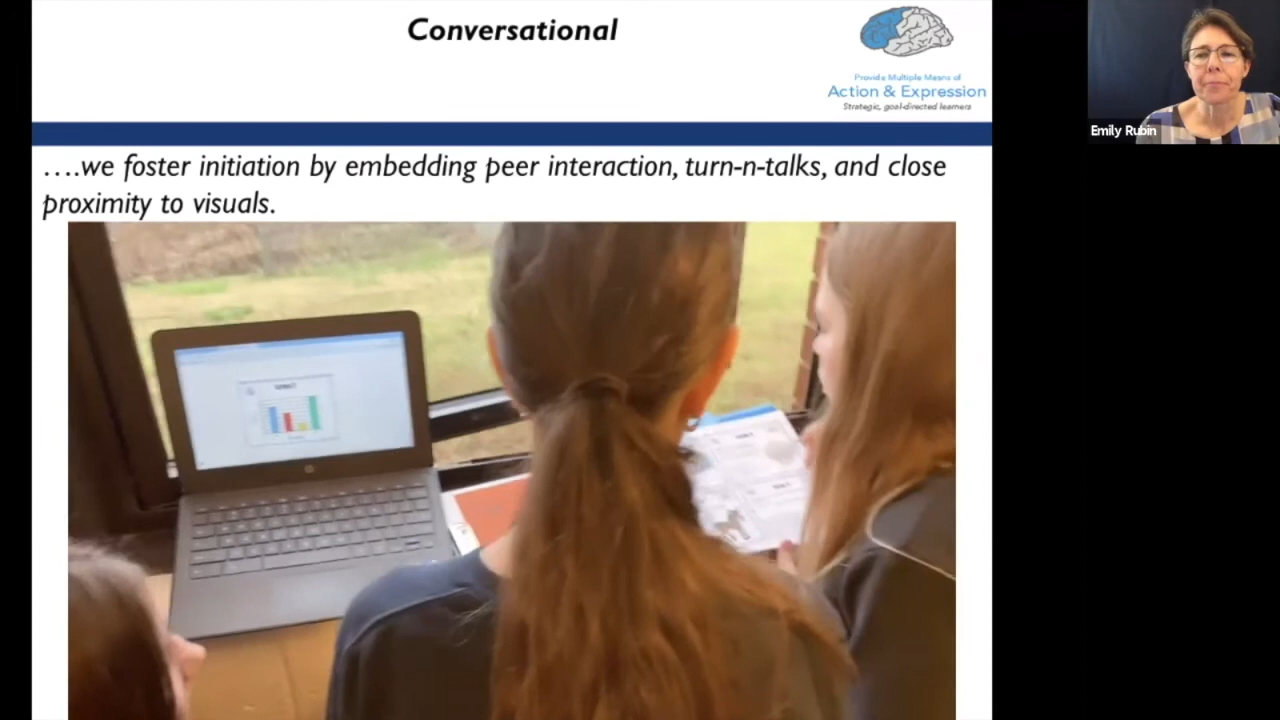 Conversational
Provide Multiple Means of
Action & Expression
Strategic, goal-directed learners
Emily Rubin
….we foster initiation by embedding peer interaction, turn-n-talks, and close
proximity to visuals.